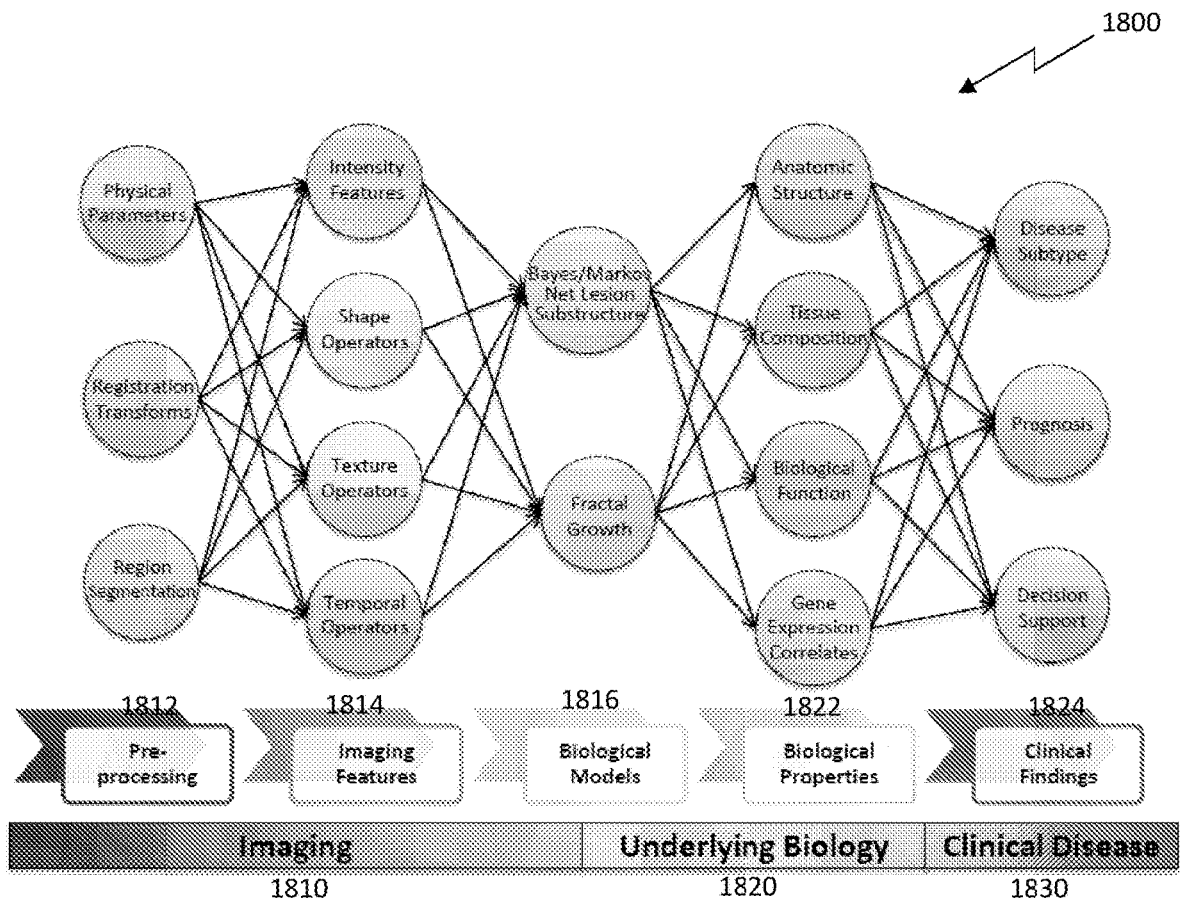 1800
Physical
Parameters
Registration
Transforms
Region
Segmentation
Intensity
Features
Shape
Operators
Texture
Operators
Temporal
Operators
Bayes/Markov
Net Lesion
Substructure
Fractal
Growth
Anatomic
Structure
Tissue
Composition
Biological
Function
Gene
Expression
Correlates
Disease
Subtype
Prognosis
Decision
Support
1812
1814
1816
1822
1824
Pre-
processing
Imaging
Features
Biological
Models
Biological
Properties
Clinical
Findings
Imaging
Underlying Biology
Clinical Disease
1810
1820
1830